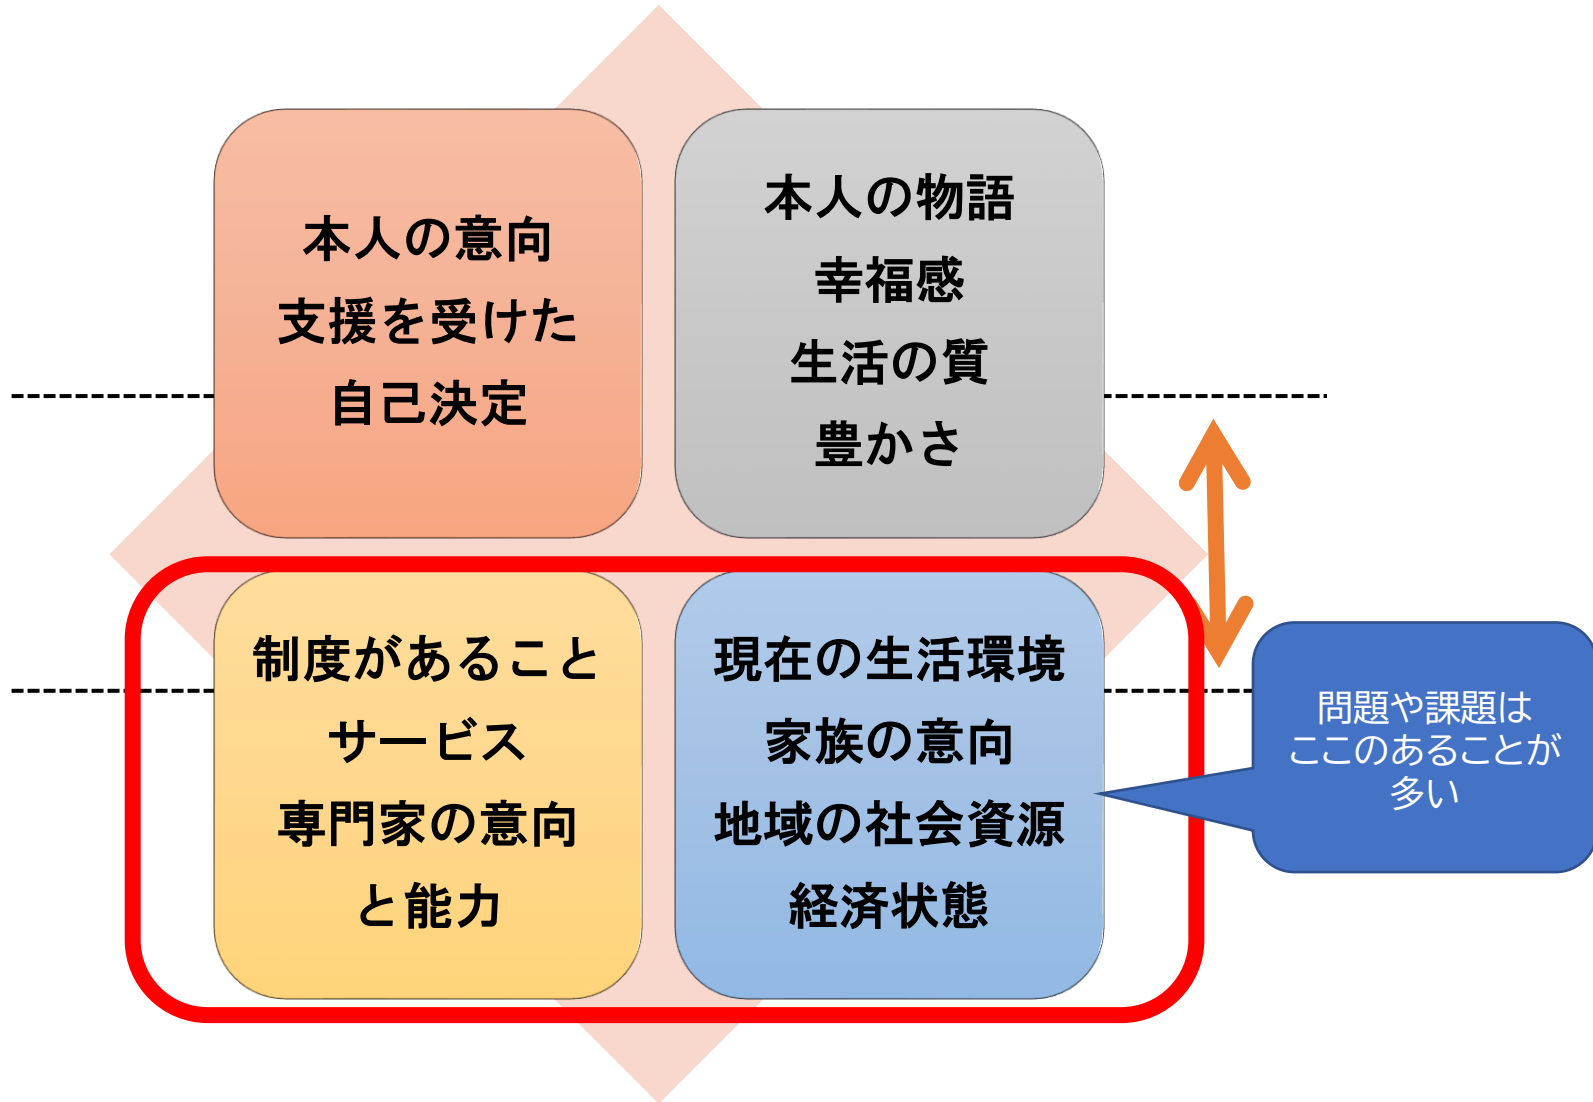 本人の意向
支援を受けた
自己決定
本人の物語
幸福感
生活の質
豊かさ
制度があること
サービス
専門家の意向
と能力
現在の生活環境
家族の意向
地域の社会資源
経済状態
問題や課題は
ここのあることが
多い